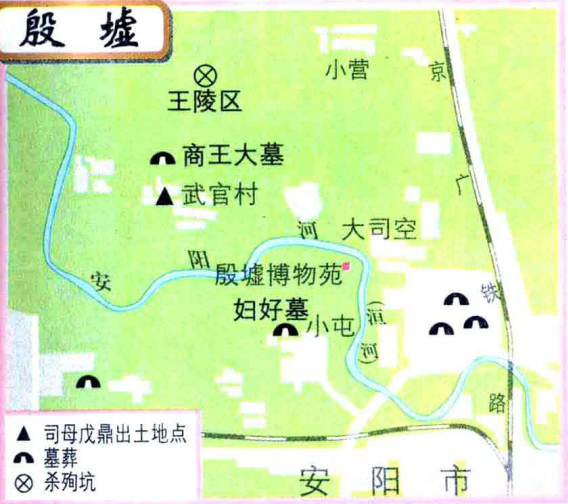 殷墟
小营
王陵区
京广铁路
商王大墓
武官村
大司空
安阳河
(洹河)
殷墟博物苑
妇好墓
小屯
司母戊鼎出土地点
墓葬
杀殉坑
安阳市